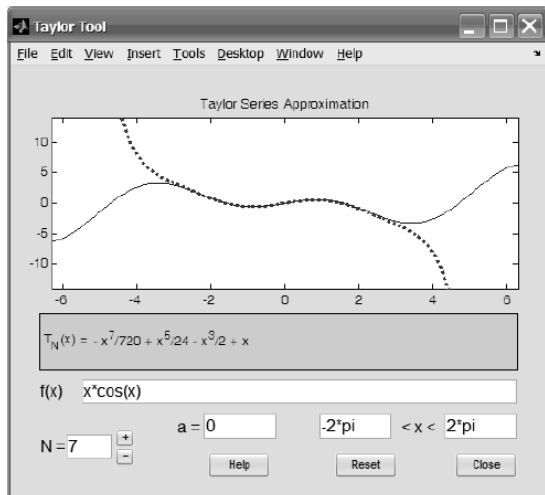 Taylor Tool
File Edit View Insert Tools Desktop Window Help
Taylor Series Approximation
10
5
0
-5
-10
-6 -4 -2 0 2 4 6
T_N(x) = - x^7/720 + x^5/24 - x^3/2 + x
f(x) x*cos(x)
N = 7 + - a = 0 -2*pi < x < 2*pi
Help Reset Close